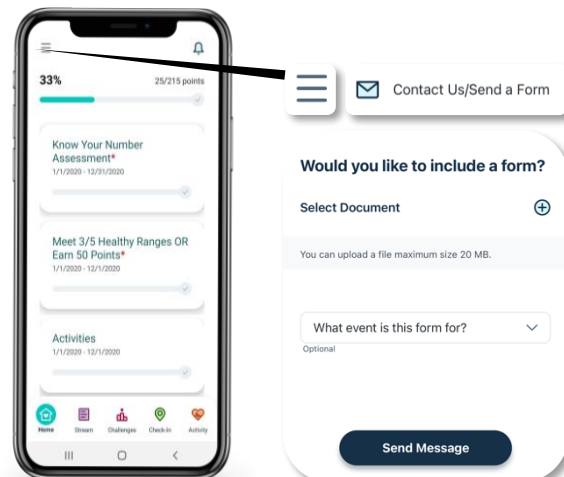 33%
25/215 points
Know Your Number
Assessment*
1/1/2020 - 12/31/2020
Meet 3/5 Healthy Ranges OR
Earn 50 Points*
1/1/2020 - 12/1/2020
Activities
1/1/2020 - 12/1/2020
Home Stream Challenges Check-in Activity
Contact Us/Send a Form
Would you like to include a form?
Select Document
You can upload a file maximum size 20 MB.
What event is this form for?
Optional
Send Message